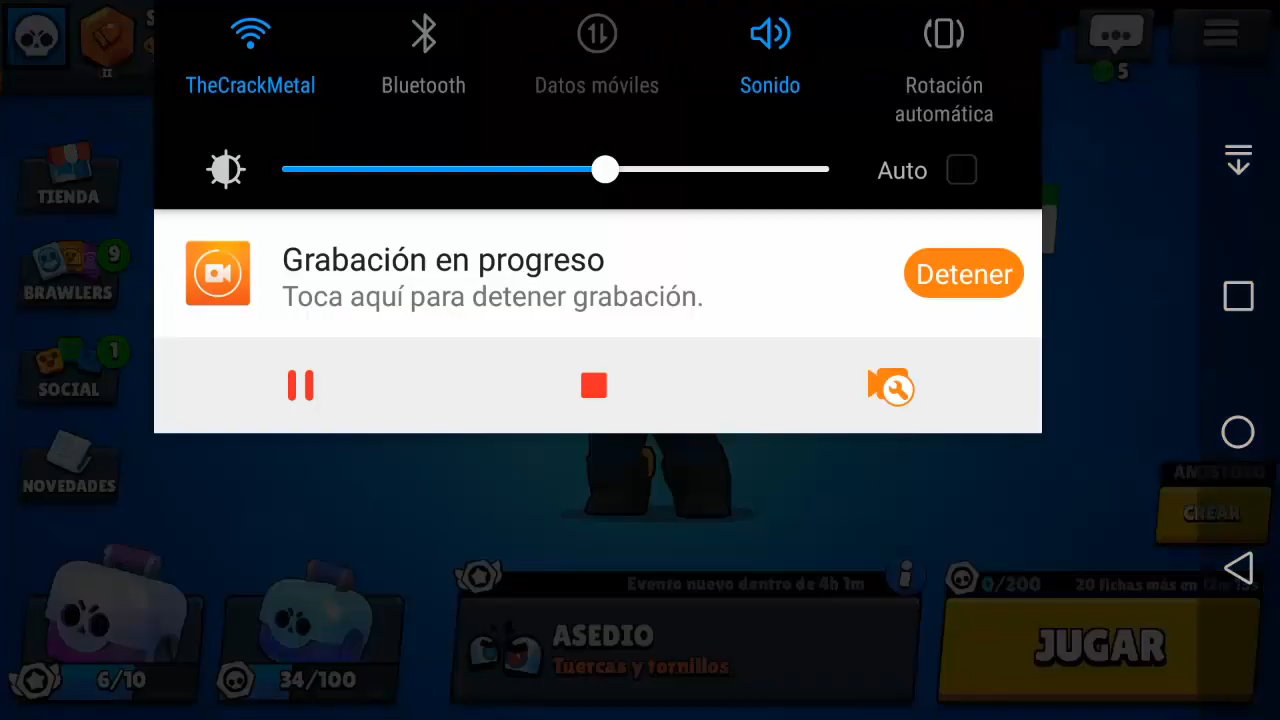 TheCrackMetal
Bluetooth
Datos móviles
Sonido
Rotación
automática
II
S
5
Auto
TIENDA
Grabación en progreso
Toca aquí para detener grabación.
Detener
9
BRAWLERS
1
SOCIAL
NOVEDADES
AMISTOSO
CREAR
Evento nuevo dentro de 4h 1m
i
0/200
20 fichas más en
ASEDIO
Tuercas y tornillos
JUGAR
6/10
34/100